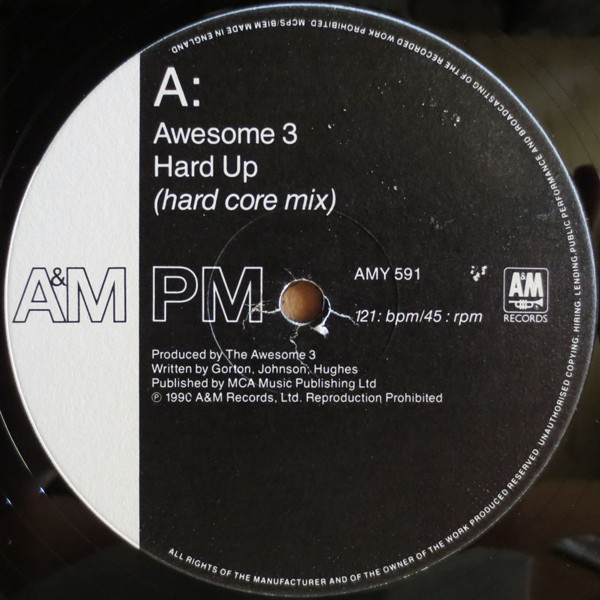 A:
Awesome 3
Hard Up
(hard core mix)
A&M PM
AMY 591
121: bpm/45: rpm
A&M
RECORDS
Produced by The Awesome 3
Written by Gorton, Johnson, Hughes
Published by MCA Music Publishing Ltd
℗ 1990 A&M Records, Ltd. Reproduction Prohibited
ALL RIGHTS OF THE MANUFACTURER AND OF THE OWNER OF THE WORK PRODUCED RESERVED. UNAUTHORISED COPYING, HIRING, LENDING, PUBLIC PERFORMANCE AND BROADCASTING OF THE RECORDED WORK PROHIBITED. MCPS/BIEM MADE IN ENGLAND.